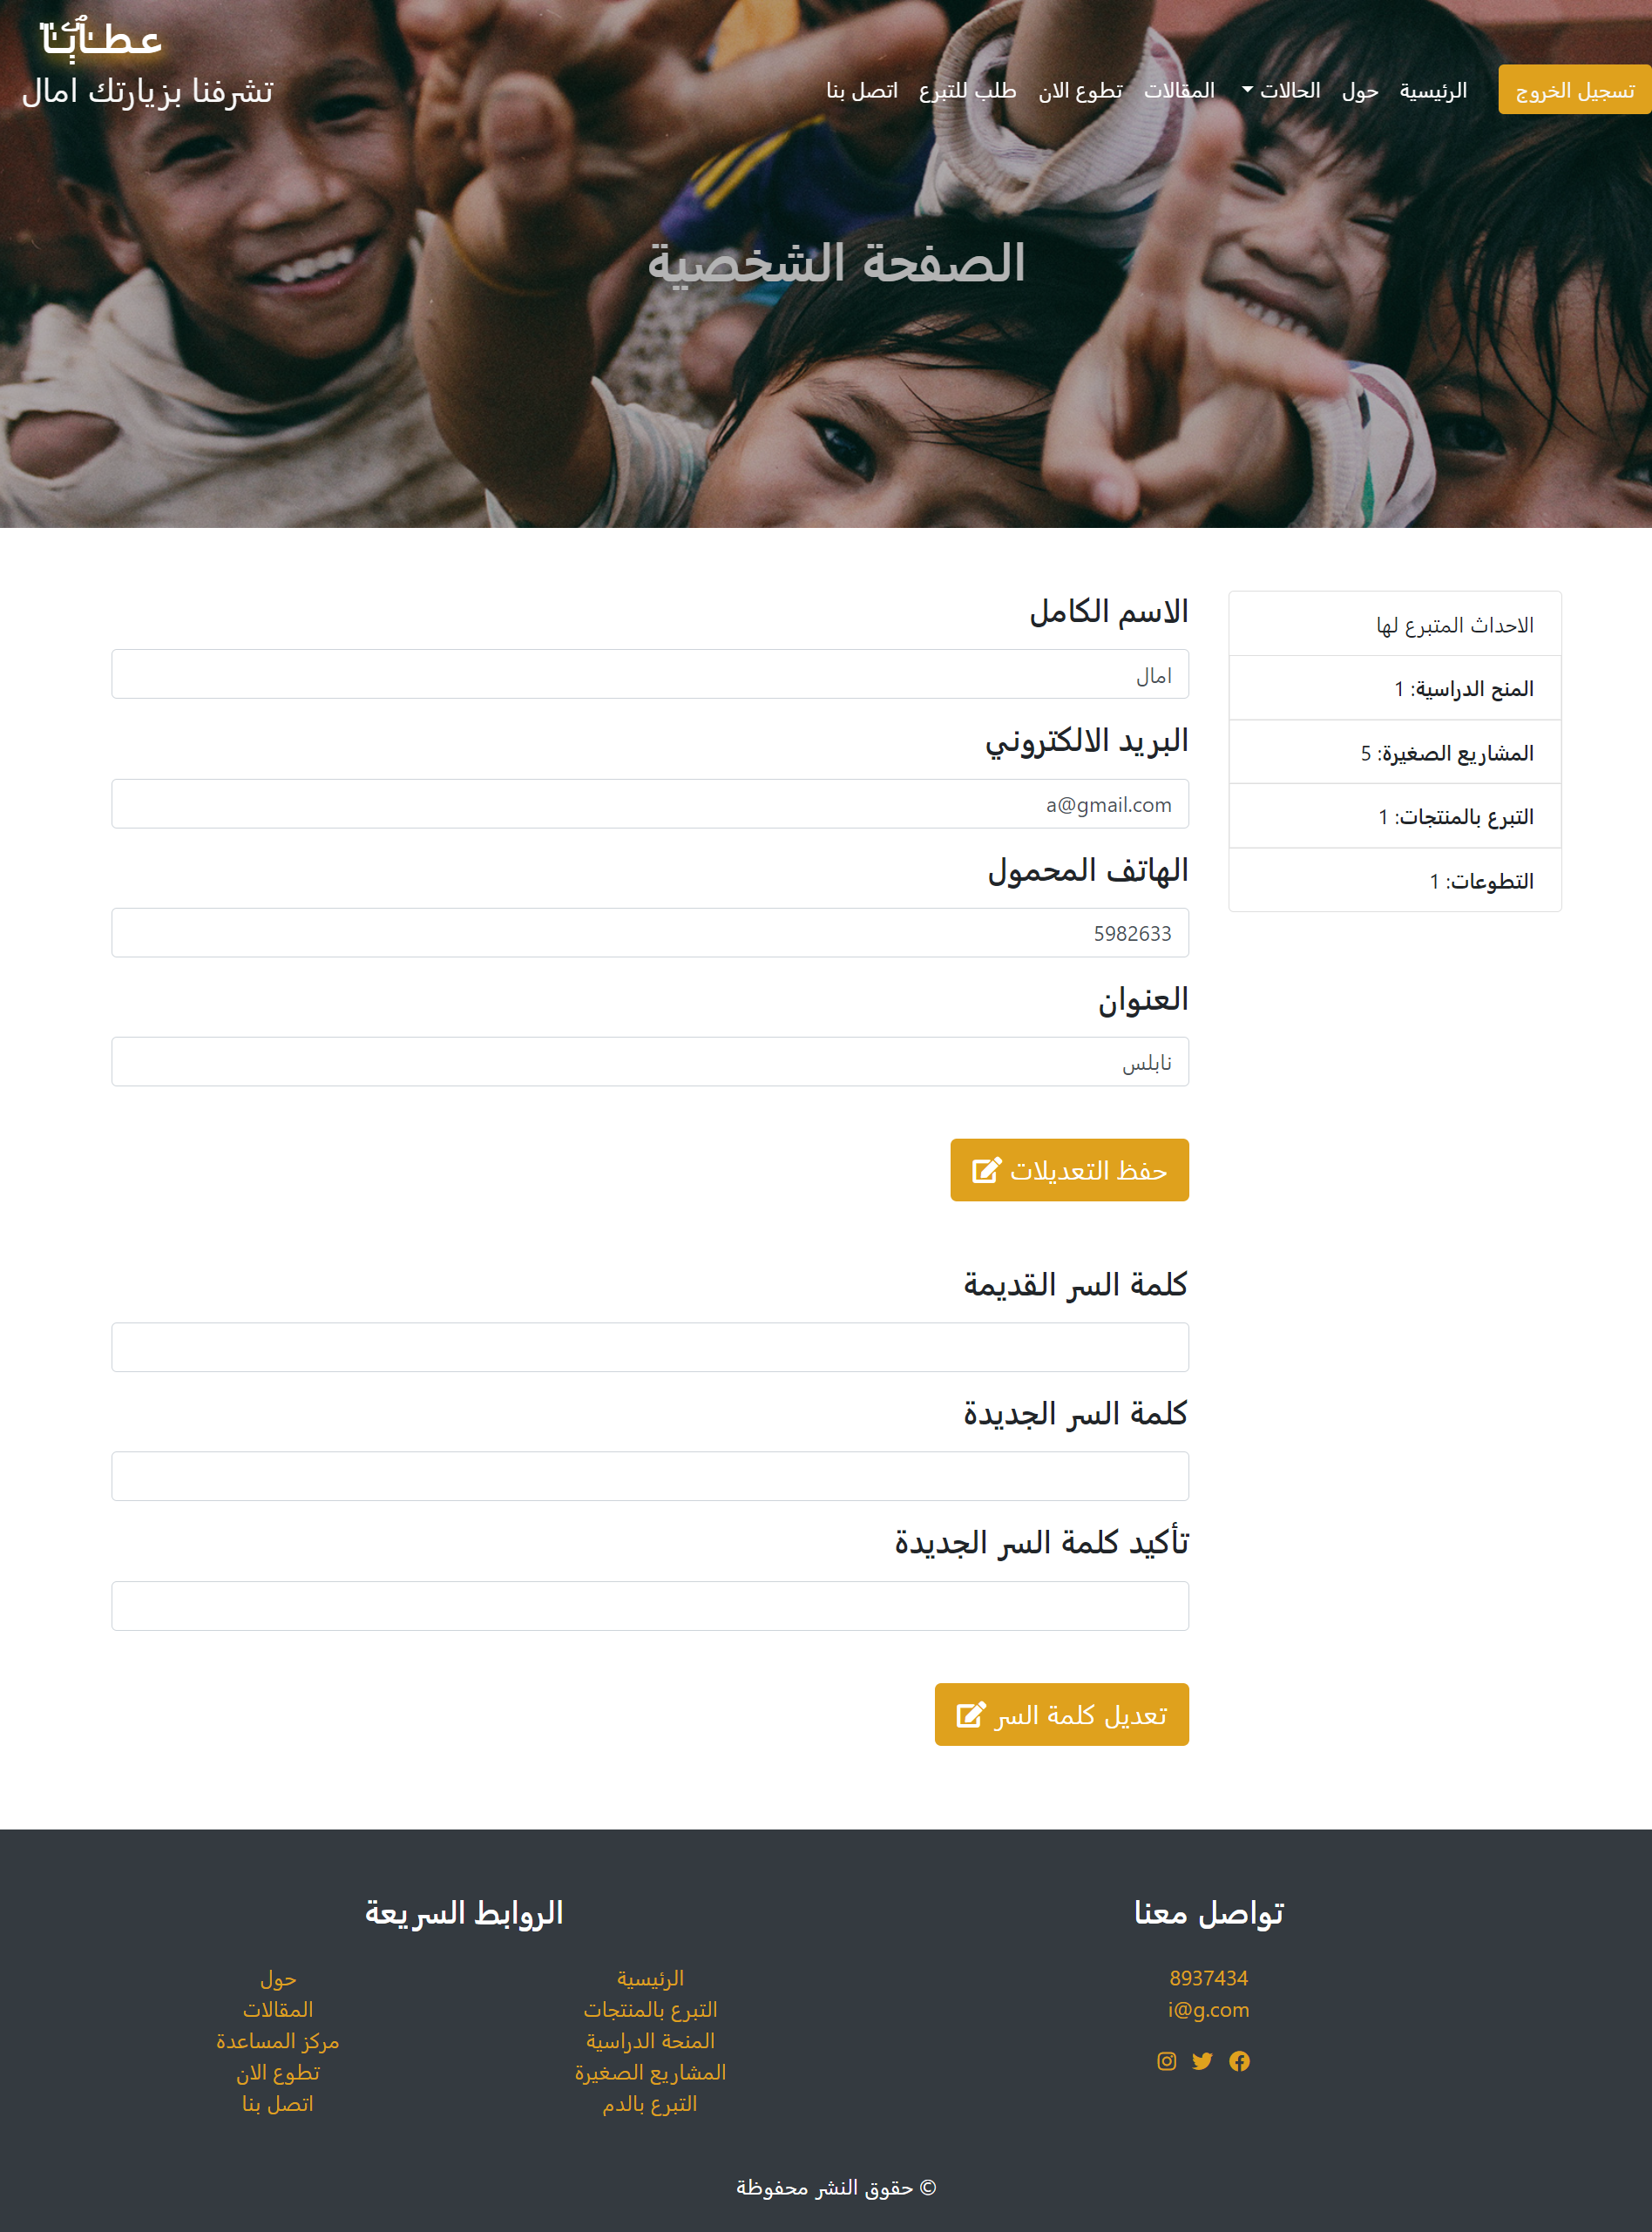 عطايانا
تشرفنا بزيارتك امال
تسجيل الخروج
الرئيسية
حول
الحالات
المقالات
تطوع الان
طلب للتبرع
اتصل بنا
الصفحة الشخصية
الاحداث المتبرع لها
المنح الدراسية: 1
المشاريع الصغيرة: 5
التبرع بالمنتجات: 1
التطوعات: 1
الاسم الكامل
امال
البريد الالكتروني
a@gmail.com
الهاتف المحمول
5982633
العنوان
نابلس
حفظ التعديلات
كلمة السر القديمة
كلمة السر الجديدة
تأكيد كلمة السر الجديدة
تعديل كلمة السر
تواصل معنا
8937434
i@g.com
الروابط السريعة
الرئيسية
التبرع بالمنتجات
المنحة الدراسية
المشاريع الصغيرة
التبرع بالدم
حول
المقالات
مركز المساعدة
تطوع الان
اتصل بنا
© حقوق النشر محفوظة